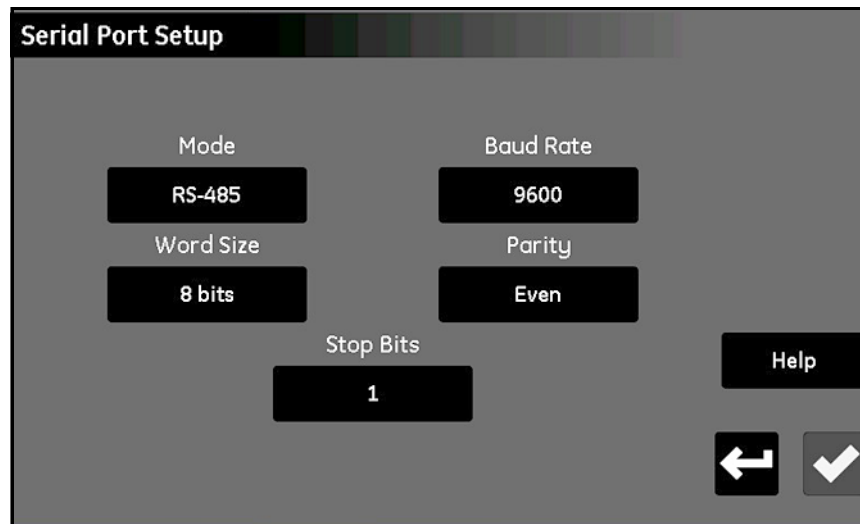 Serial Port Setup
Mode
Baud Rate
RS-485
9600
Word Size
Parity
8 bits
Even
Stop Bits
1
Help